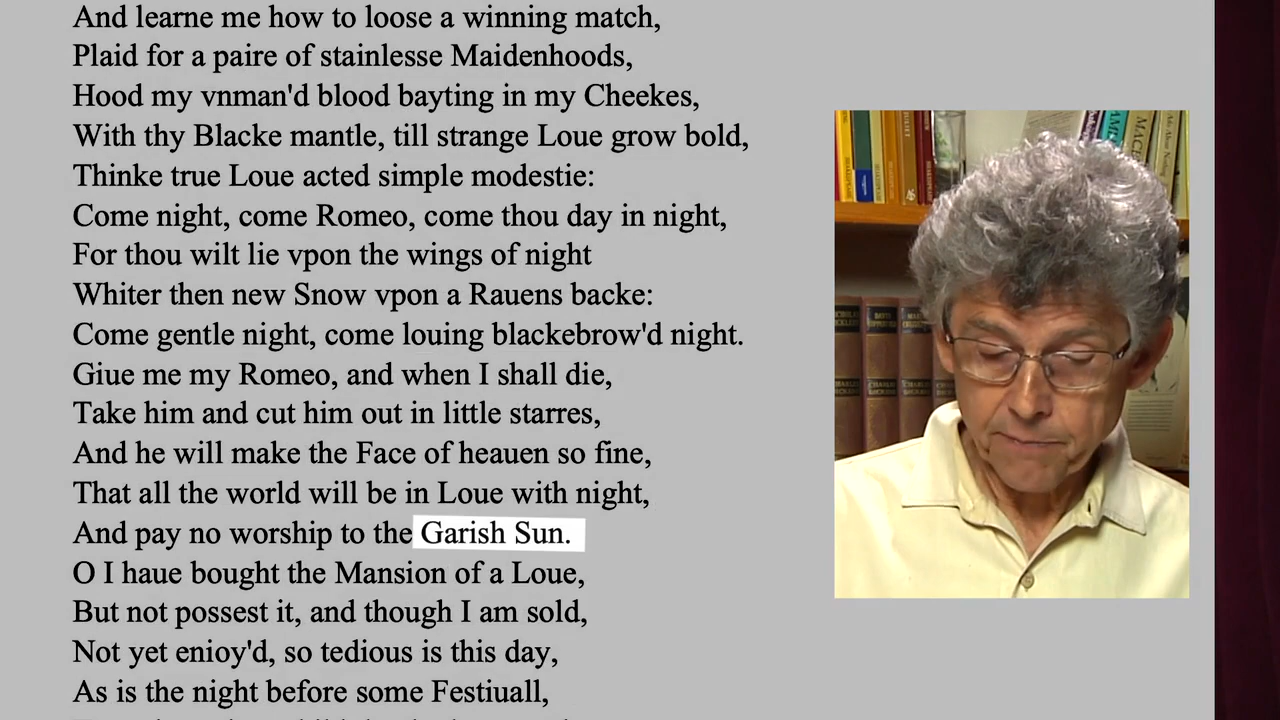 And learne me how to loose a winning match,
Plaid for a paire of stainlesse Maidenhoods,
Hood my vnman'd blood bayting in my Cheekes,
With thy Blacke mantle, till strange Loue grow bold,
Thinke true Loue acted simple modestie:
Come night, come Romeo, come thou day in night,
For thou wilt lie vpon the wings of night
Whiter then new Snow vpon a Rauens backe:
Come gentle night, come louing blackebrow'd night.
Giue me my Romeo, and when I shall die,
Take him and cut him out in little starres,
And he will make the Face of heauen so fine,
That all the world will be in Loue with night,
And pay no worship to the Garish Sun.
O I haue bought the Mansion of a Loue,
But not possest it, and though I am sold,
Not yet enioy'd, so tedious is this day,
As is the night before some Festiuall,